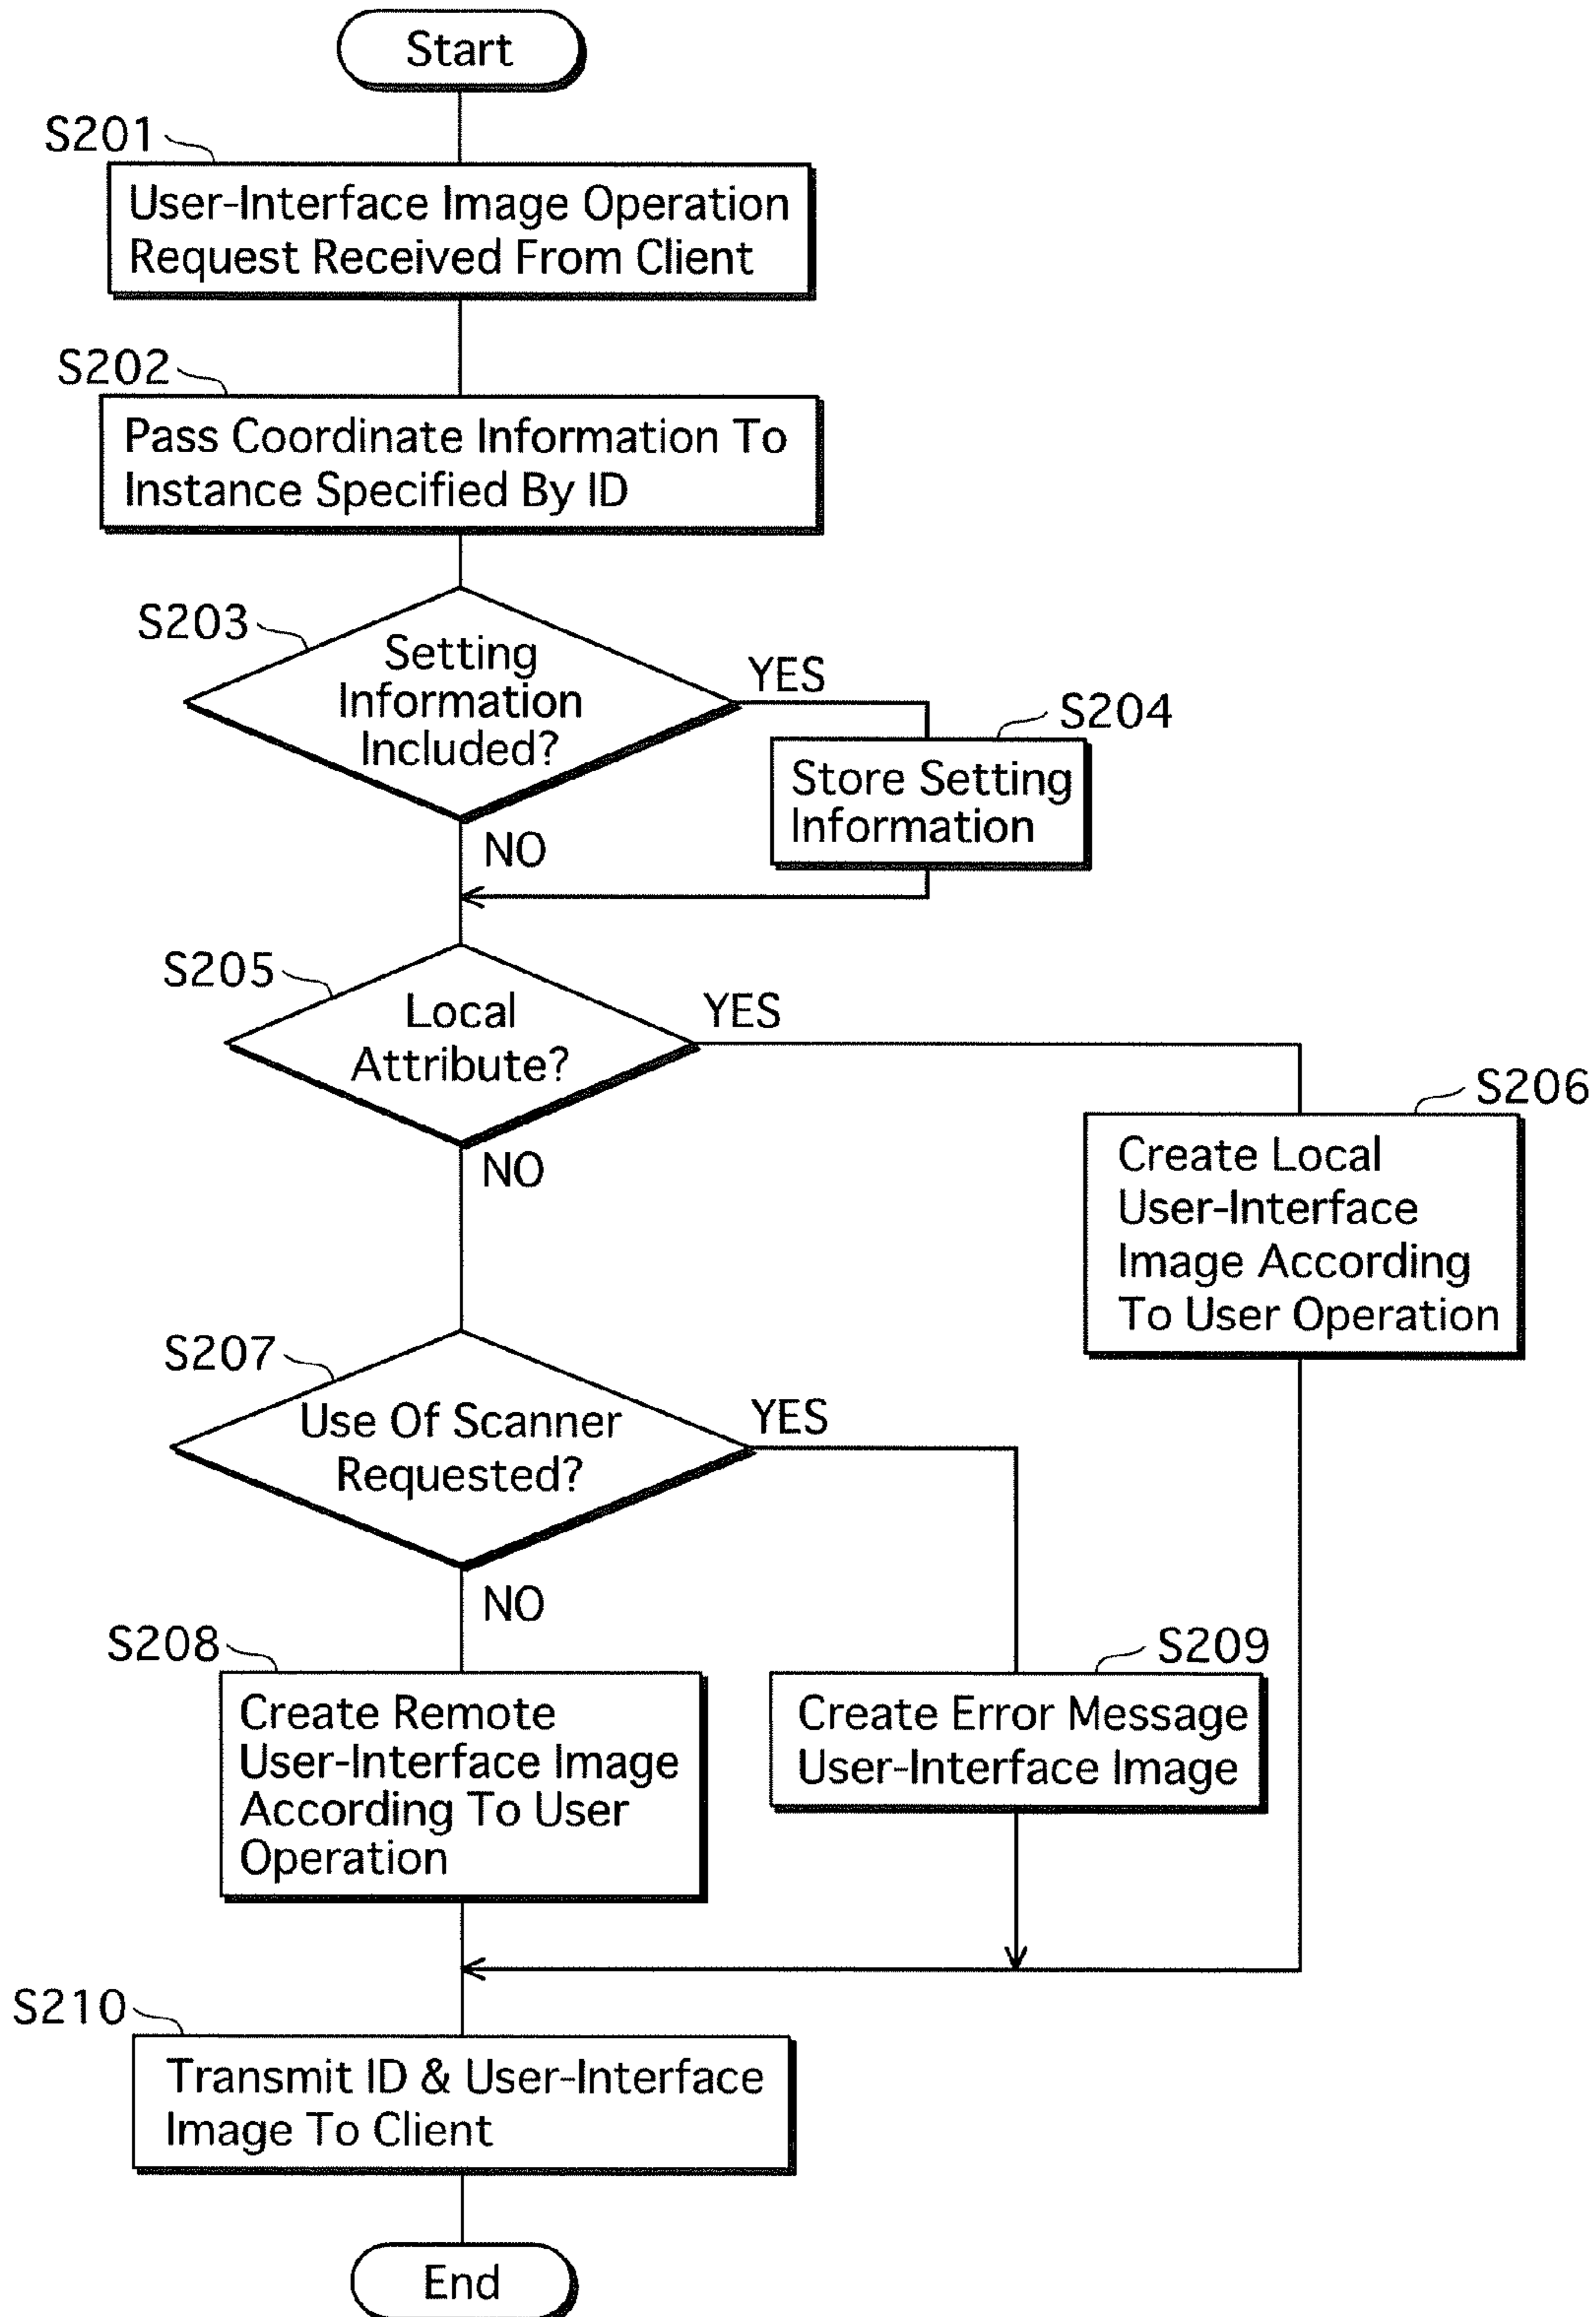 Start
S201
User-Interface Image Operation
Request Received From Client
S202
Pass Coordinate Information To
Instance Specified By ID
S203
Setting
Information
Included?
YES
S204
Store Setting
Information
NO
S205
Local
Attribute?
YES
S206
Create Local
User-Interface
Image According
To User Operation
NO
S207
Use Of Scanner
Requested?
YES
NO
S208
Create Remote
User-Interface Image
According To User
Operation
S209
Create Error Message
User-Interface Image
S210
Transmit ID & User-Interface
Image To Client
End